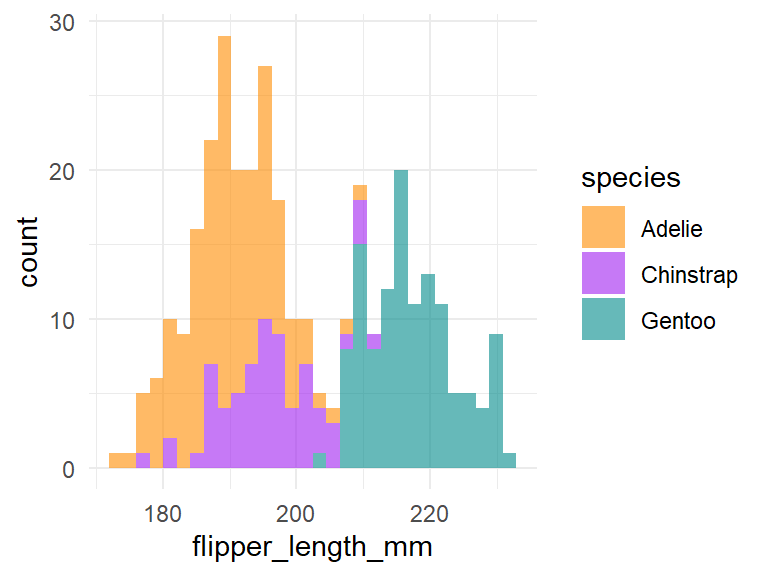 30
20
10
0
count
180 200 220
flipper_length_mm
species
Adelie
Chinstrap
Gentoo